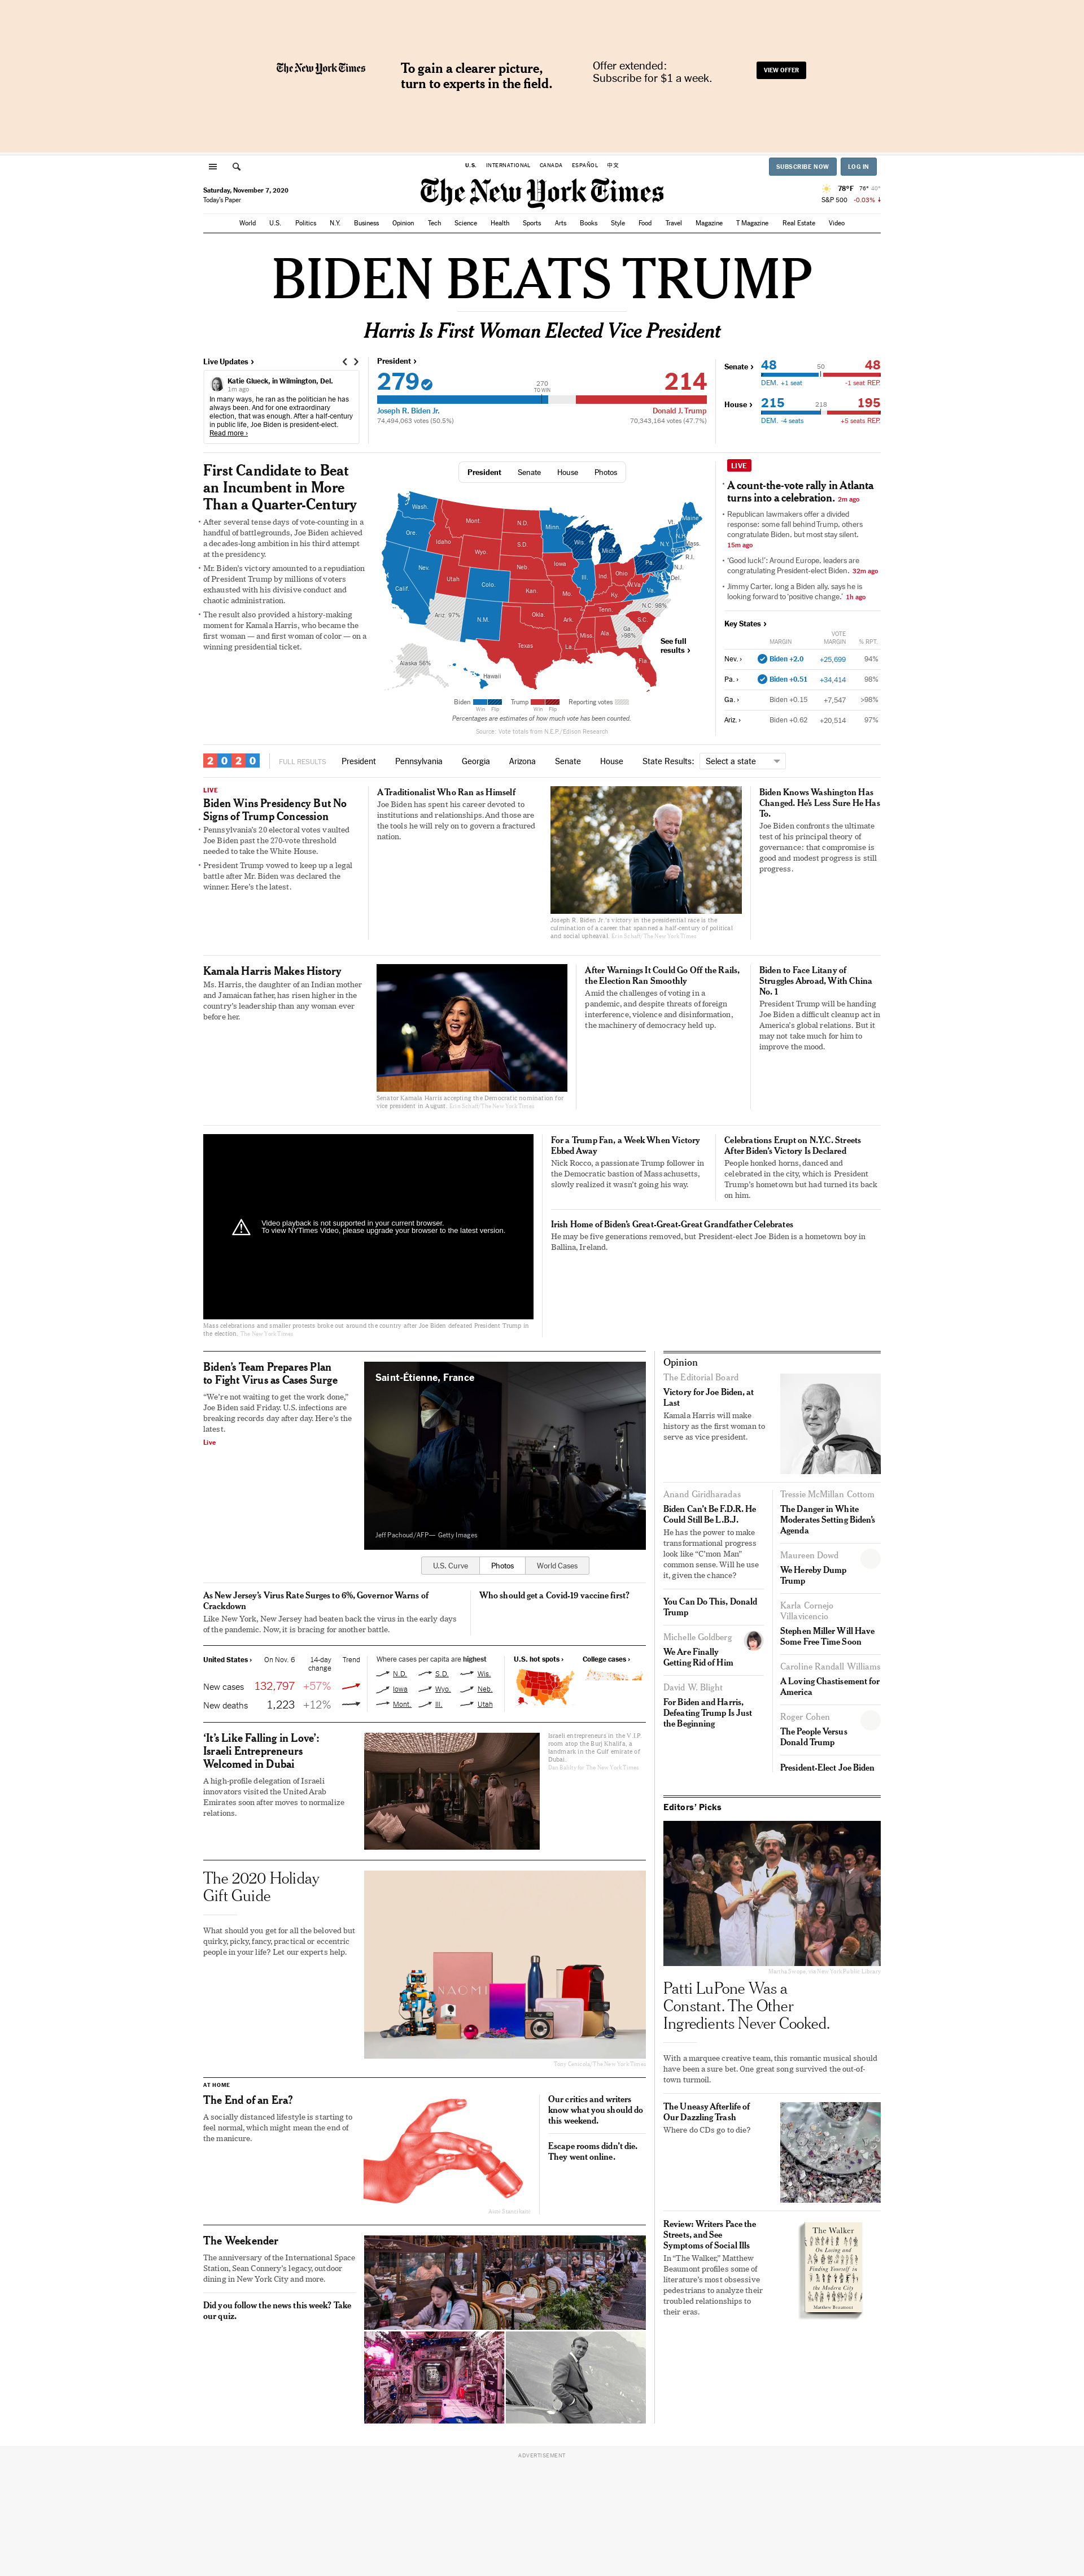 The New York Times
To gain a clearer picture,
turn to experts in the field.
Offer extended:
Subscribe for $1 a week.
VIEW OFFER
U.S. INTERNATIONAL CANADA ESPAÑOL 中文
SUBSCRIBE NOW LOG IN
Saturday, November 7, 2020
Today's Paper
The New York Times
78°F 76° 48°
S&P 500 -0.03% ↓
World U.S. Politics N.Y. Business Opinion Tech Science Health Sports Arts Books Style Food Travel Magazine T Magazine Real Estate Video
BIDEN BEATS TRUMP
Harris Is First Woman Elected Vice President
Live Updates ›
Katie Glueck, in Wilmington, Del.
1m ago
In many ways, he ran as the politician he has
always been. And for one extraordinary
election, that was enough. After a half-century
in public life, Joe Biden is president-elect.
Read more ›
President ›
279 214
270
TO WIN
Joseph R. Biden Jr. Donald J. Trump
74,494,063 votes (50.5%) 70,343,164 votes (47.7%)
Senate › 48 50 48
DEM. +1 seat -1 seat REP.
House › 215 218 195
DEM. -4 seats +5 seats REP.
First Candidate to Beat
an Incumbent in More
Than a Quarter-Century
• After several tense days of vote-counting in a
handful of battlegrounds, Joe Biden achieved
a decades-long ambition in his third attempt
at the presidency.
• Mr. Biden's victory amounted to a repudiation
of President Trump by millions of voters
exhausted with his divisive conduct and
chaotic administration.
• The result also provided a history-making
moment for Kamala Harris, who became the
first woman — and first woman of color — on a
winning presidential ticket.
President Senate House Photos
Wash.
Ore.
Idaho
Mont.
N.D.
Minn.
Wis.
Mich.
Vt.
Maine
N.H.
Mass.
N.Y.
Conn.
R.I.
N.J.
Del.
Pa.
S.D.
Wyo.
Nev.
Utah
Colo.
Neb.
Iowa
Ill.
Ind.
Ohio
W.Va.
Va.
Ky.
Calif.
Ariz. 97%
N.M.
Kan.
Mo.
Okla.
Ark.
Tenn.
N.C. 98%
S.C.
Texas
La.
Miss.
Ala.
Ga.
>98%
Fla.
Alaska 56%
Hawaii
See full
results ›
Biden Win Flip Trump Win Flip Reporting votes
Percentages are estimates of how much vote has been counted.
Source: Vote totals from N.E.P./Edison Research
LIVE
• A count-the-vote rally in Atlanta
turns into a celebration. 2m ago
• Republican lawmakers offer a divided
response: some fall behind Trump, others
congratulate Biden, but most stay silent.
15m ago
• 'Good luck!': Around Europe, leaders are
congratulating President-elect Biden. 32m ago
• Jimmy Carter, long a Biden ally, says he is
looking forward to 'positive change.' 1h ago
Key States ›
MARGIN VOTE MARGIN % RPT.
Nev. › Biden +2.0 +25,699 94%
Pa. › Biden +0.51 +34,414 98%
Ga. › Biden +0.15 +7,547 >98%
Ariz. › Biden +0.62 +20,514 97%
2020 FULL RESULTS President Pennsylvania Georgia Arizona Senate House State Results: Select a state
LIVE
Biden Wins Presidency But No
Signs of Trump Concession
• Pennsylvania's 20 electoral votes vaulted
Joe Biden past the 270-vote threshold
needed to take the White House.
• President Trump vowed to keep up a legal
battle after Mr. Biden was declared the
winner. Here's the latest.
A Traditionalist Who Ran as Himself
Joe Biden has spent his career devoted to
institutions and relationships. And those are
the tools he will rely on to govern a fractured
nation.
Joseph R. Biden Jr.'s victory in the presidential race is the
culmination of a career that spanned a half-century of political
and social upheaval. Erin Schaff/The New York Times
Biden Knows Washington Has
Changed. He's Less Sure He Has
To.
Joe Biden confronts the ultimate
test of his principal theory of
governance: that compromise is
good and modest progress is still
progress.
Kamala Harris Makes History
Ms. Harris, the daughter of an Indian mother
and Jamaican father, has risen higher in the
country's leadership than any woman ever
before her.
Senator Kamala Harris accepting the Democratic nomination for
vice president in August. Erin Schaff/The New York Times
After Warnings It Could Go Off the Rails,
the Election Ran Smoothly
Amid the challenges of voting in a
pandemic, and despite threats of foreign
interference, violence and disinformation,
the machinery of democracy held up.
Biden to Face Litany of
Struggles Abroad, With China
No. 1
President Trump will be handing
Joe Biden a difficult cleanup act in
America's global relations. But it
may not take much for him to
improve the mood.
Video playback is not supported in your current browser.
To view NYTimes Video, please upgrade your browser to the latest version.
Mass celebrations and smaller protests broke out around the country after Joe Biden defeated President Trump in
the election. The New York Times
For a Trump Fan, a Week When Victory
Ebbed Away
Nick Rocco, a passionate Trump follower in
the Democratic bastion of Massachusetts,
slowly realized it wasn't going his way.
Celebrations Erupt on N.Y.C. Streets
After Biden's Victory Is Declared
People honked horns, danced and
celebrated in the city, which is President
Trump's hometown but had turned its back
on him.
Irish Home of Biden's Great-Great-Great Grandfather Celebrates
He may be five generations removed, but President-elect Joe Biden is a hometown boy in
Ballina, Ireland.
Biden's Team Prepares Plan
to Fight Virus as Cases Surge
“We're not waiting to get the work done,”
Joe Biden said Friday. U.S. infections are
breaking records day after day. Here's the
latest.
Live
Saint-Étienne, France
Jeff Pachoud/AFP— Getty Images
U.S. Curve Photos World Cases
As New Jersey's Virus Rate Surges to 6%, Governor Warns of
Crackdown
Like New York, New Jersey had beaten back the virus in the early days
of the pandemic. Now, it is bracing for another battle.
Who should get a Covid-19 vaccine first?
United States › On Nov. 6 14-day change Trend
New cases 132,797 +57%
New deaths 1,223 +12%
Where cases per capita are highest
N.D. S.D. Wis.
Iowa Wyo. Neb.
Mont. Ill. Utah
U.S. hot spots ›
College cases ›
‘It's Like Falling in Love’:
Israeli Entrepreneurs
Welcomed in Dubai
A high-profile delegation of Israeli
innovators visited the United Arab
Emirates soon after moves to normalize
relations.
Israeli entrepreneurs in the V.I.P.
room atop the Burj Khalifa, a
landmark in the Gulf emirate of
Dubai.
Dan Balilty for The New York Times
The 2020 Holiday
Gift Guide
What should you get for all the beloved but
quirky, picky, fancy, practical or eccentric
people in your life? Let our experts help.
NAOMI
Tony Cenicola/The New York Times
AT HOME
The End of an Era?
A socially distanced lifestyle is starting to
feel normal, which might mean the end of
the manicure.
Our critics and writers
know what you should do
this weekend.
Escape rooms didn't die.
They went online.
The Weekender
The anniversary of the International Space
Station, Sean Connery's legacy, outdoor
dining in New York City and more.
Did you follow the news this week? Take
our quiz.
Opinion
The Editorial Board
Victory for Joe Biden, at
Last
Kamala Harris will make
history as the first woman to
serve as vice president.
Anand Giridharadas
Biden Can't Be F.D.R. He
Could Still Be L.B.J.
He has the power to make
transformational progress
look like “C'mon Man”
common sense. Will he use
it, given the chance?
You Can Do This, Donald
Trump
Michelle Goldberg
We Are Finally
Getting Rid of Him
David W. Blight
For Biden and Harris,
Defeating Trump Is Just
the Beginning
Tressie McMillan Cottom
The Danger in White
Moderates Setting Biden's
Agenda
Maureen Dowd
We Hereby Dump
Trump
Karla Cornejo
Villavicencio
Stephen Miller Will Have
Some Free Time Soon
Caroline Randall Williams
A Loving Chastisement for
America
Roger Cohen
The People Versus
Donald Trump
President-Elect Joe Biden
Editors' Picks
Martha Swope, via New York Public Library
Patti LuPone Was a
Constant. The Other
Ingredients Never Cooked.
With a marquee creative team, this romantic musical should
have been a sure bet. One great song survived the out-of-
town turmoil.
The Uneasy Afterlife of
Our Dazzling Trash
Where do CDs go to die?
Review: Writers Pace the
Streets, and See
Symptoms of Social Ills
In “The Walker,” Matthew
Beaumont profiles some of
literature's most obsessive
pedestrians to analyze their
troubled relationships to
their eras.
The Walker
On Losing and
Finding Yourself in
the Modern City
Matthew Beaumont
ADVERTISEMENT